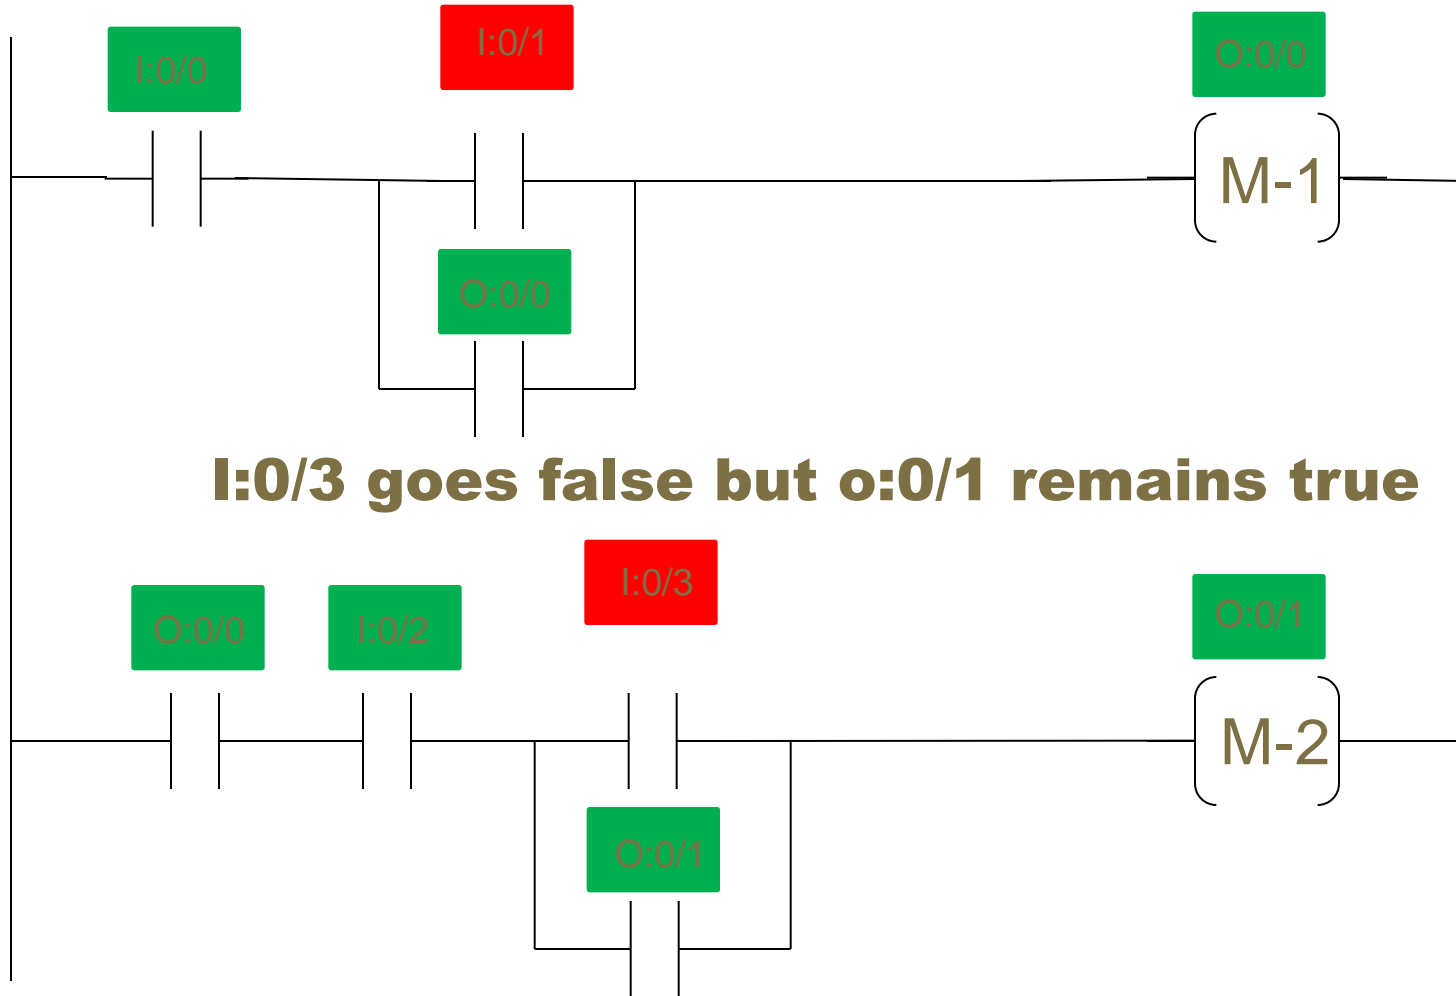 I:0/0
I:0/1
O:0/0
M-1
O:0/0
I:0/3 goes false but o:0/1 remains true
O:0/0
I:0/2
I:0/3
O:0/1
M-2
O:0/1